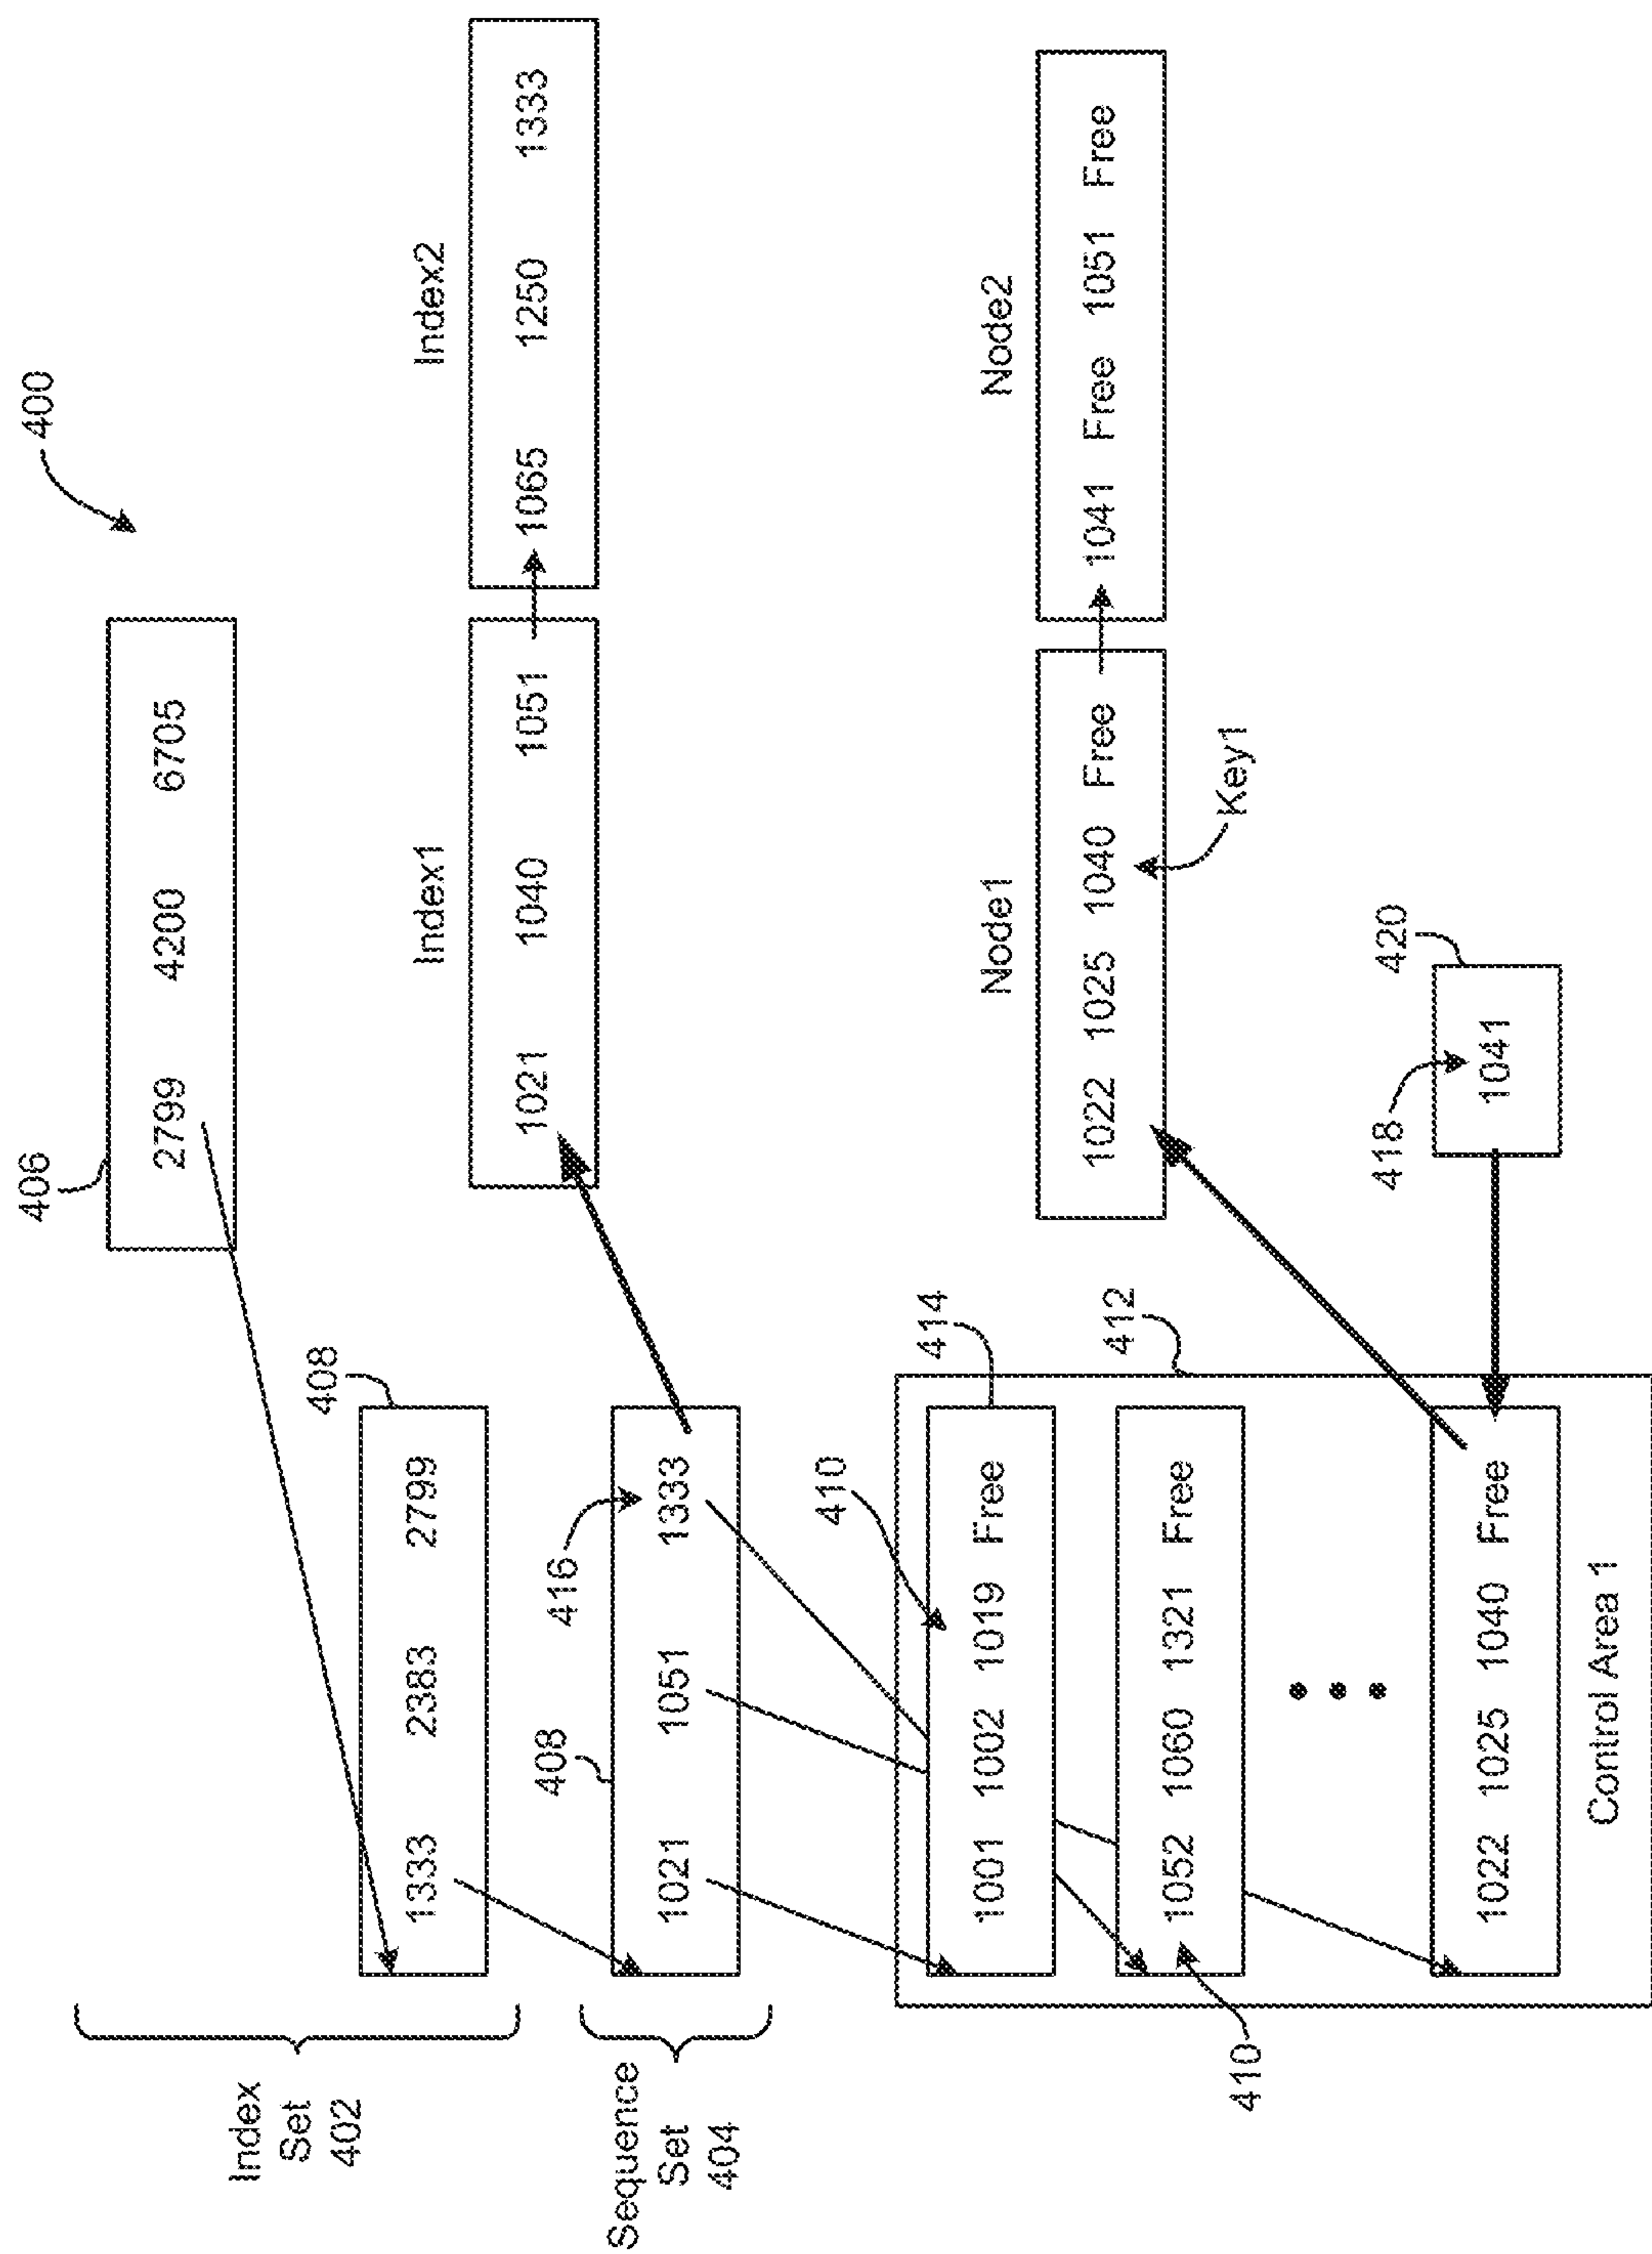 400
406
2799 4200 6705
Index
Set
402
408
1333 2383 2799
Index1
1021 1040 1051
Index2
1065 1250 1333
Sequence
Set
404
408
416
1021 1051 1333
410
414
1001 1002 1019 Free
412
Node1
1022 1025 1040 Free
Node2
1041 Free 1051 Free
Key1
410
1052 1060 1321 Free
418
420
1041
1022 1025 1040 Free
Control Area 1